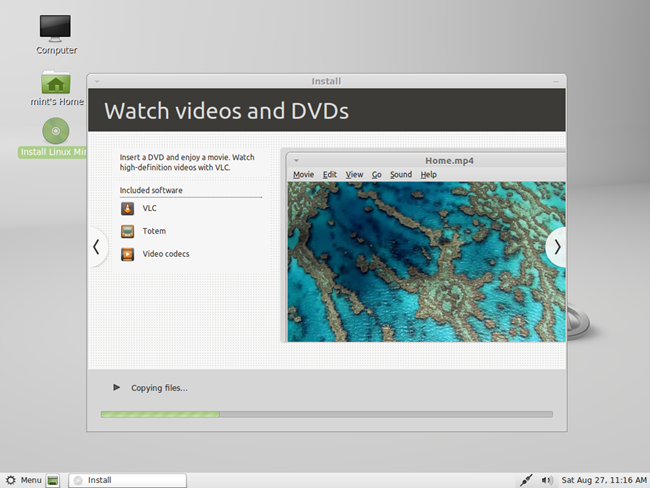 Computer
mint's Home
Install Linux Min
Install
Watch videos and DVDs
Insert a DVD and enjoy a movie. Watch
high-definition videos with VLC.
Included software
VLC
Totem
Video codecs
Home.mp4
Movie Edit View Go Sound Help
Copying files...
Menu
Install
Sat Aug 27, 11:16 AM